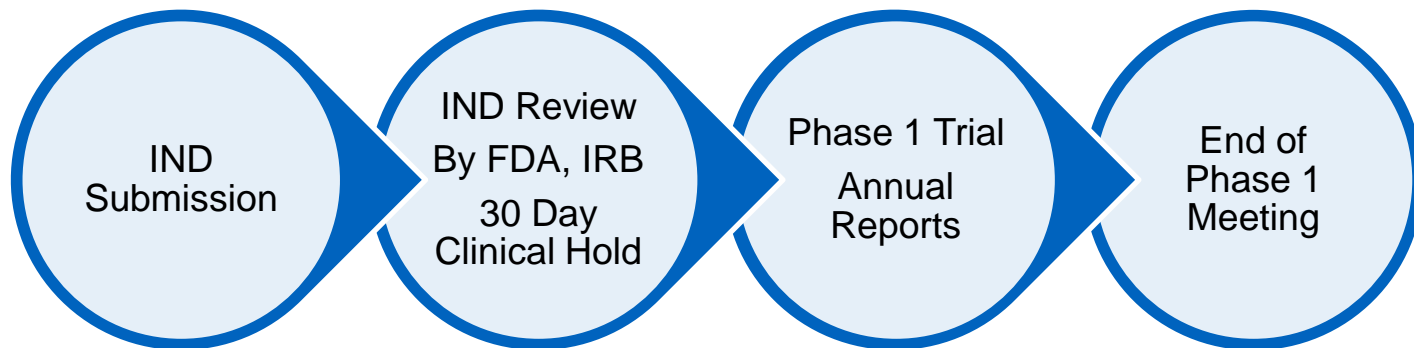 IND
Submission
IND Review
By FDA, IRB
30 Day
Clinical Hold
Phase 1 Trial
Annual
Reports
End of
Phase 1
Meeting